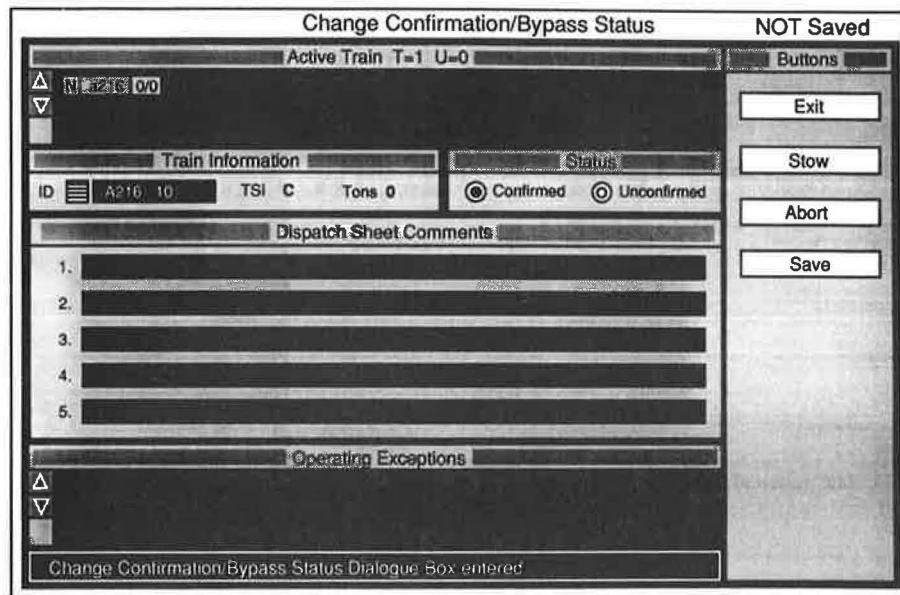 Change Confirmation/Bypass Status
NOT Saved
Active Train T=1 U=0
N a216 0/0
Train Information
ID A216 10 TSI C Tons 0
Status
Confirmed Unconfirmed
Dispatch Sheet Comments
1.
2.
3.
4.
5.
Operating Exceptions
Change Confirmation/Bypass Status Dialogue Box entered
Buttons
Exit
Stow
Abort
Save